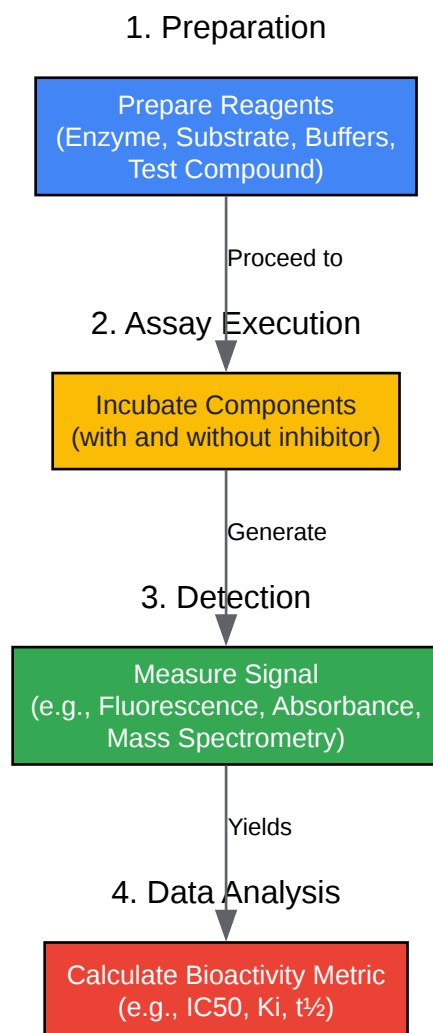 1. Preparation
Prepare Reagents
(Enzyme, Substrate, Buffers,
Test Compound)
Proceed to
2. Assay Execution
Incubate Components
(with and without inhibitor)
Generate
3. Detection
Measure Signal
(e.g., Fluorescence, Absorbance,
Mass Spectrometry)
Yields
4. Data Analysis
Calculate Bioactivity Metric
(e.g., IC50, Ki, t½)